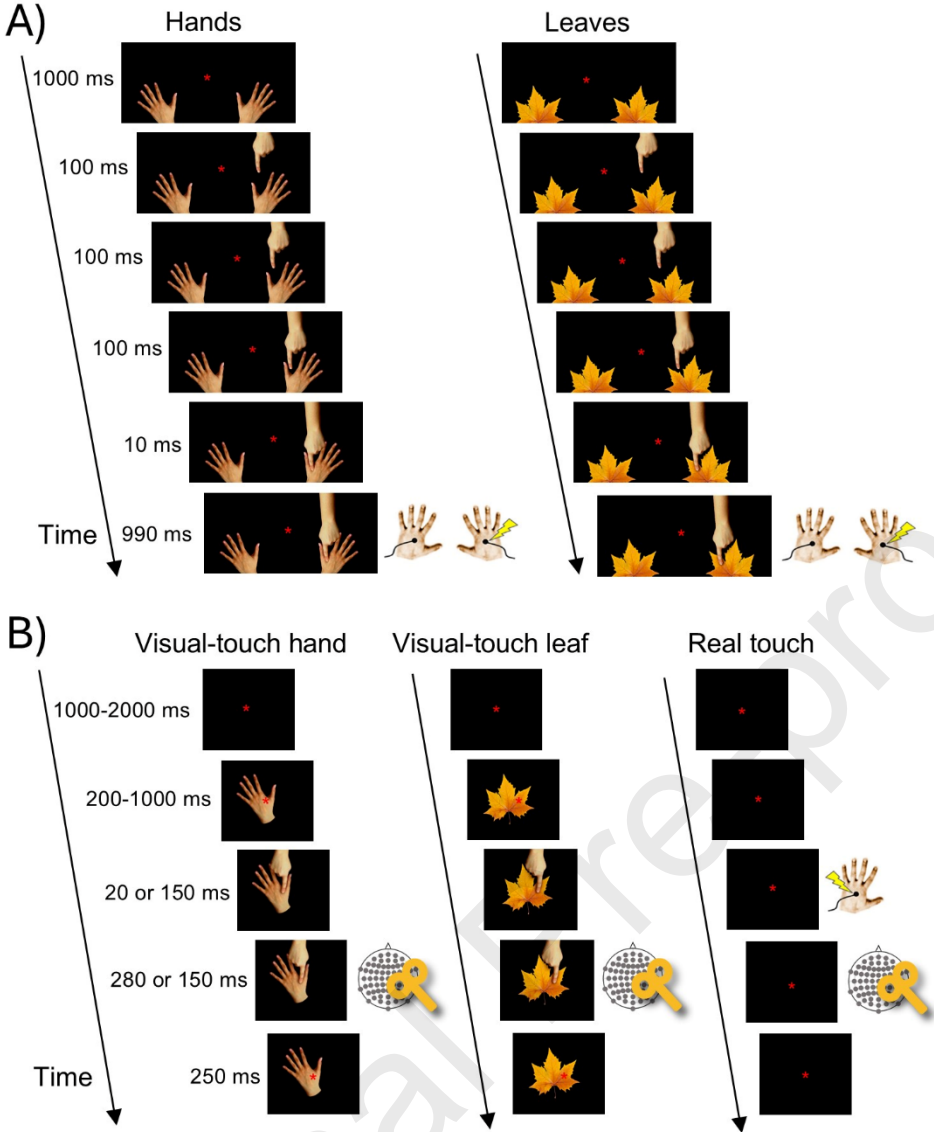 A)
Hands
Leaves
1000 ms
100 ms
100 ms
100 ms
10 ms
Time 990 ms
B)
Visual-touch hand
Visual-touch leaf
Real touch
1000-2000 ms
200-1000 ms
20 or 150 ms
280 or 150 ms
Time 250 ms